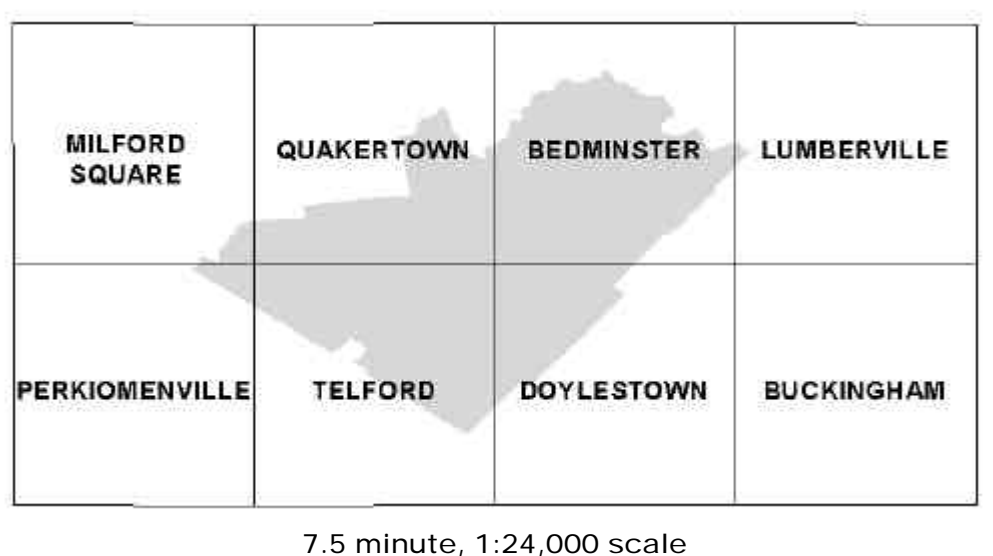 MILFORD
SQUARE
QUAKERTOWN
BEDMINSTER
LUMBERVILLE
PERKIOMENVILLE
TELFORD
DOYLESTOWN
BUCKINGHAM
7.5 minute, 1:24,000 scale